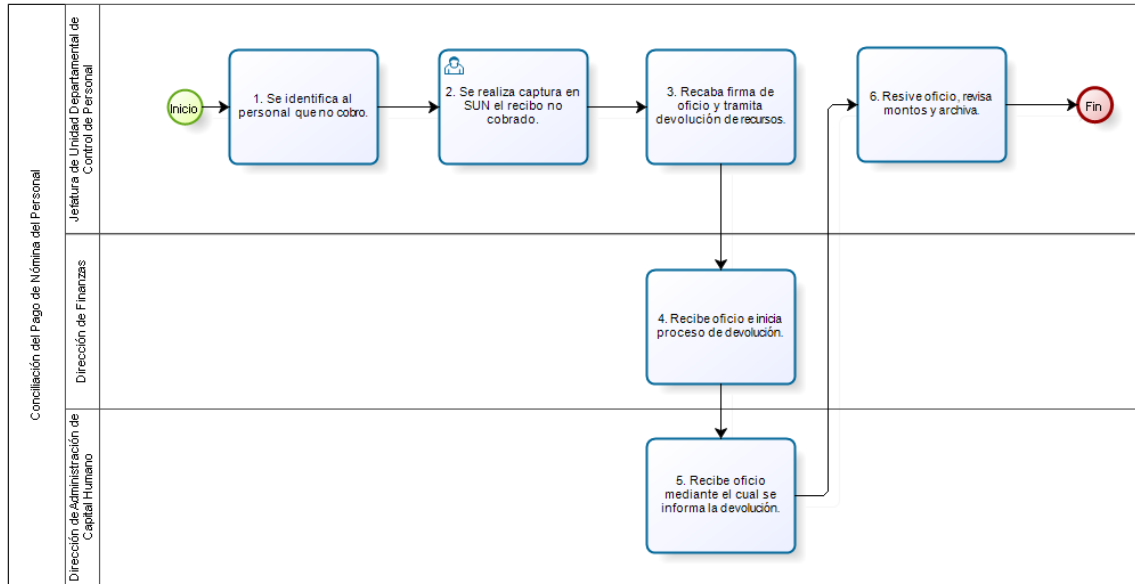 Conciliación del Pago de Nómina del Personal
Jefatura de Unidad Departamental de
Control de Personal
Inicio
1. Se identifica al
personal que no cobro.
2. Se realiza captura en
SUN el recibo no
cobrado.
3. Recaba firma de
oficio y tramita
devolución de recursos.
6. Resive oficio, revisa
montos y archiva.
Fin
Dirección de Finanzas
4. Recibe oficio e inicia
proceso de devolución.
Dirección de Administración de
Capital Humano
5. Recibe oficio
mediante el cual se
informa la devolución.